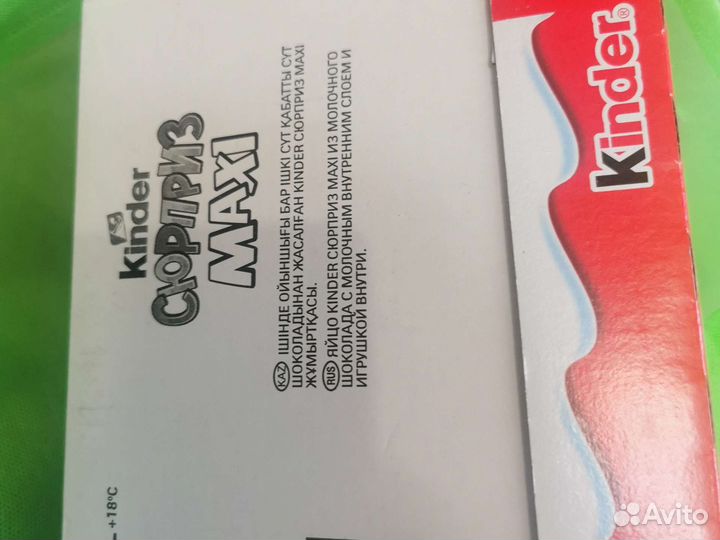 Kinder
СЮРПРИЗ
MAXI
KAZ ІШІНДЕ ОЙЫНШЫҒЫ БАР ІШКІ СҮТ ҚАБАТТЫ СҮТ
ШОКОЛАДЫНАН ЖАСАЛҒАН KINDER СЮРПРИЗ MAXI
ЖҰМЫРТҚАСЫ.
RUS ЯЙЦО KINDER СЮРПРИЗ MAXI ИЗ МОЛОЧНОГО
ШОКОЛАДА С МОЛОЧНЫМ ВНУТРЕННИМ СЛОЕМ И
ИГРУШКОЙ ВНУТРИ.
+18°C
Kinder®
Avito